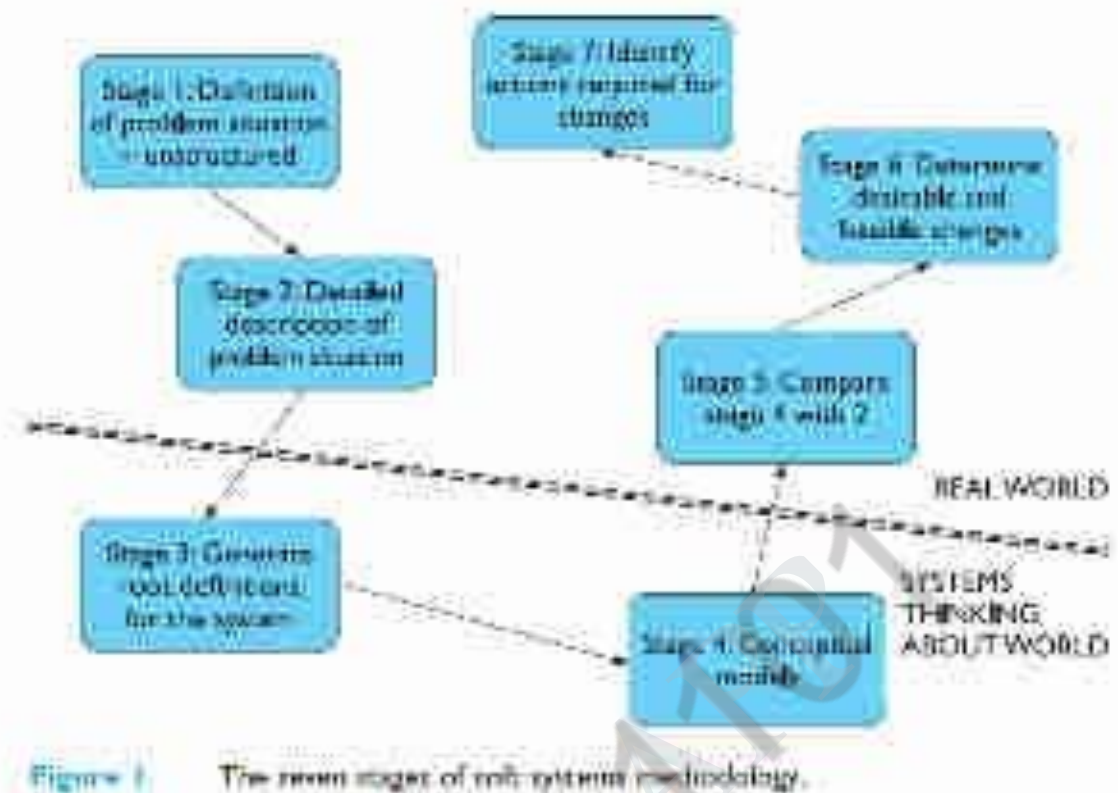 Stage 1: Definition
of problem situation
- unstructured
Stage 2: Detailed
description of
problem situation
Stage 3: Generate
root definitions
for the system
Stage 4: Conceptual
models
Stage 5: Compare
stage 4 with 2
Stage 6: Determine
desirable and
feasible changes
Stage 7: Identify
actions required for
changes
REAL WORLD
SYSTEMS
THINKING
ABOUT WORLD
Figure 1 The seven stages of soft systems methodology.